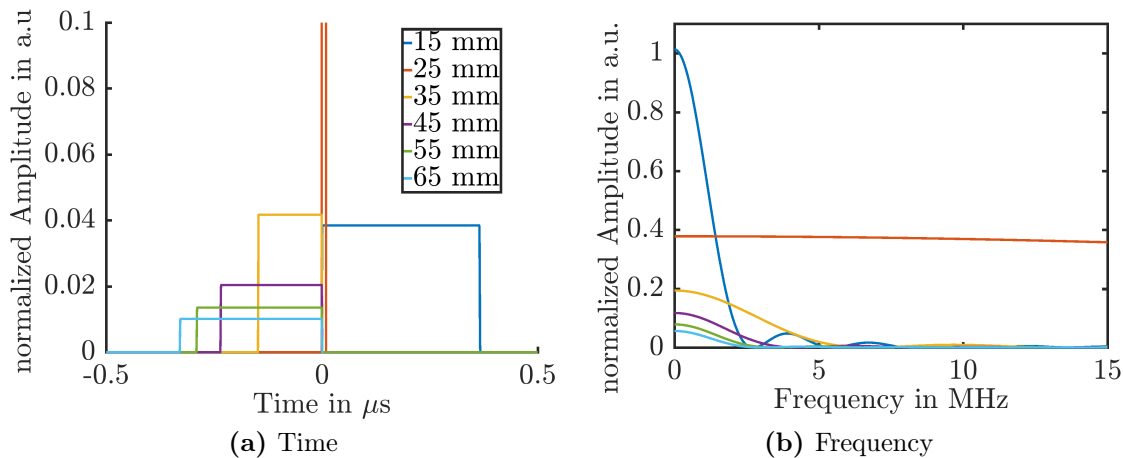 normalized Amplitude in a.u
0.1
0.08
0.06
0.04
0.02
0
-0.5
0
0.5
Time in μs
15 mm
25 mm
35 mm
45 mm
55 mm
65 mm
(a) Time
normalized Amplitude in a.u.
1
0.8
0.6
0.4
0.2
0
0
5
10
15
Frequency in MHz
(b) Frequency